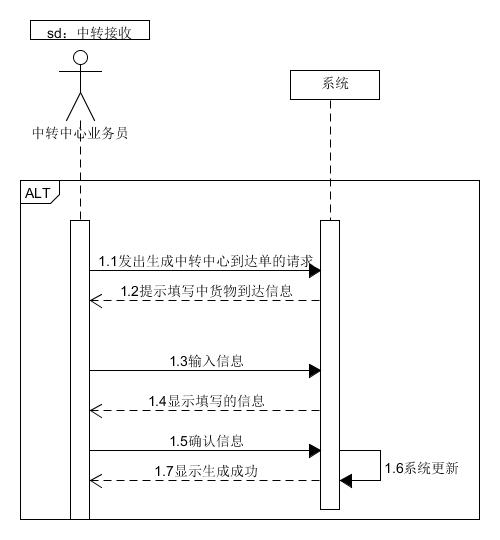 sd：中转接收
系统
中转中心业务员
ALT
1.1发出生成中转中心到达单的请求
1.2提示填写中货物到达信息
1.3输入信息
1.4显示填写的信息
1.5确认信息
1.6系统更新
1.7显示生成成功